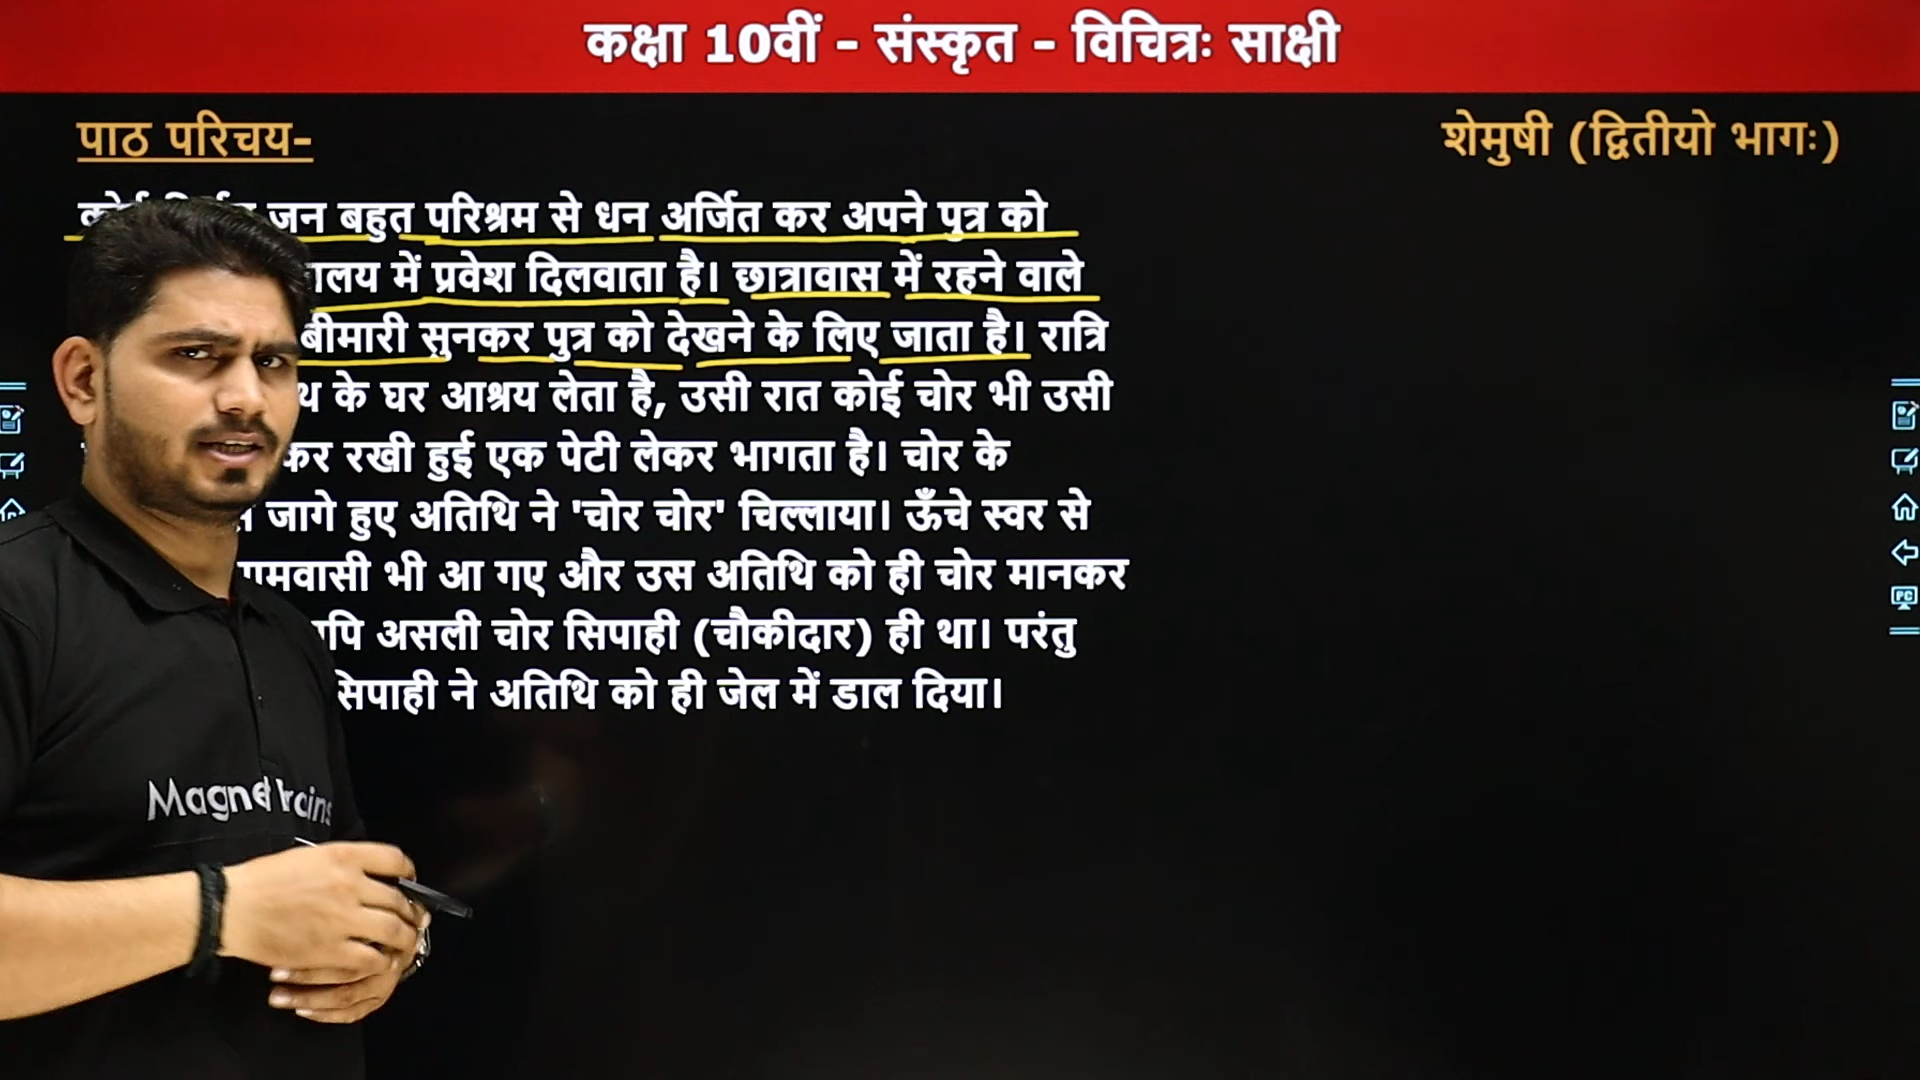 कक्षा 10वीं - संस्कृत - विचित्रः साक्षी
पाठ परिचय-
शेमुषी (द्वितीयो भागः)
जन बहुत परिश्रम से धन अर्जित कर अपने पुत्र को
में प्रवेश दिलवाता है। छात्रावास में रहने वाले
बीमारी सुनकर पुत्र को देखने के लिए जाता है। रात्रि
के घर आश्रय लेता है, उसी रात कोई चोर भी उसी
कर रखी हुई एक पेटी लेकर भागता है। चोर के
जागे हुए अतिथि ने 'चोर चोर' चिल्लाया। ऊँचे स्वर से
भी आ गए और उस अतिथि को ही चोर मानकर
असली चोर सिपाही (चौकीदार) ही था। परंतु
सिपाही ने अतिथि को ही जेल में डाल दिया।
Magnet Brains
PC